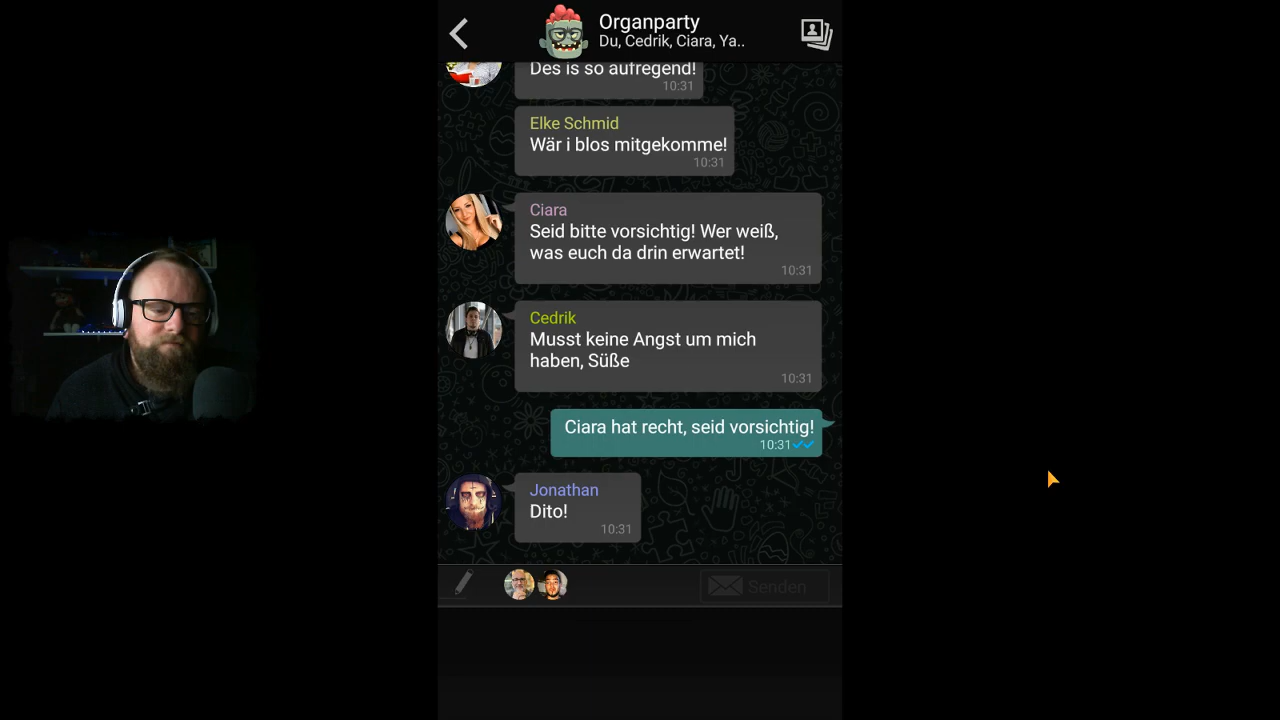 Organparty
Du, Cedrik, Ciara, Ya..
Des is so aufregend!
10:31
Elke Schmid
Wär i blos mitgekomme!
10:31
Ciara
Seid bitte vorsichtig! Wer weiß,
was euch da drin erwartet!
10:31
Cedrik
Musst keine Angst um mich
haben, Süße
10:31
Ciara hat recht, seid vorsichtig!
10:31
Jonathan
Dito!
10:31
Senden